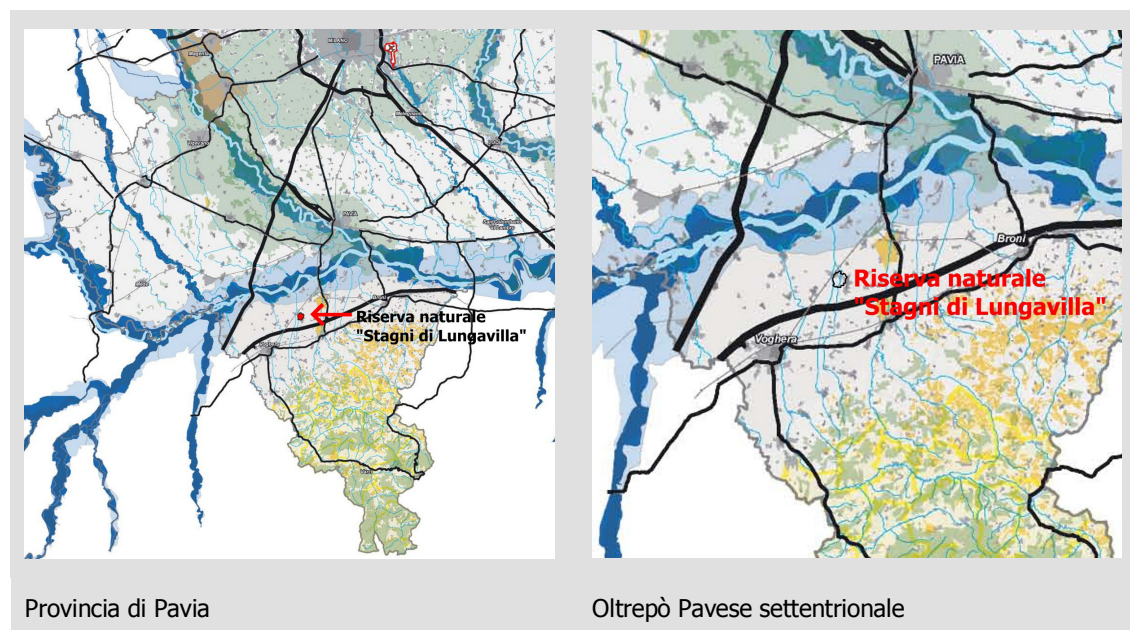 MILANO
PAVIA
Riserva naturale
"Stagni di Lungavilla"
Provincia di Pavia
PAVIA
Broni
Riserva naturale
"Stagni di Lungavilla"
Voghera
Oltrepò Pavese settentrionale